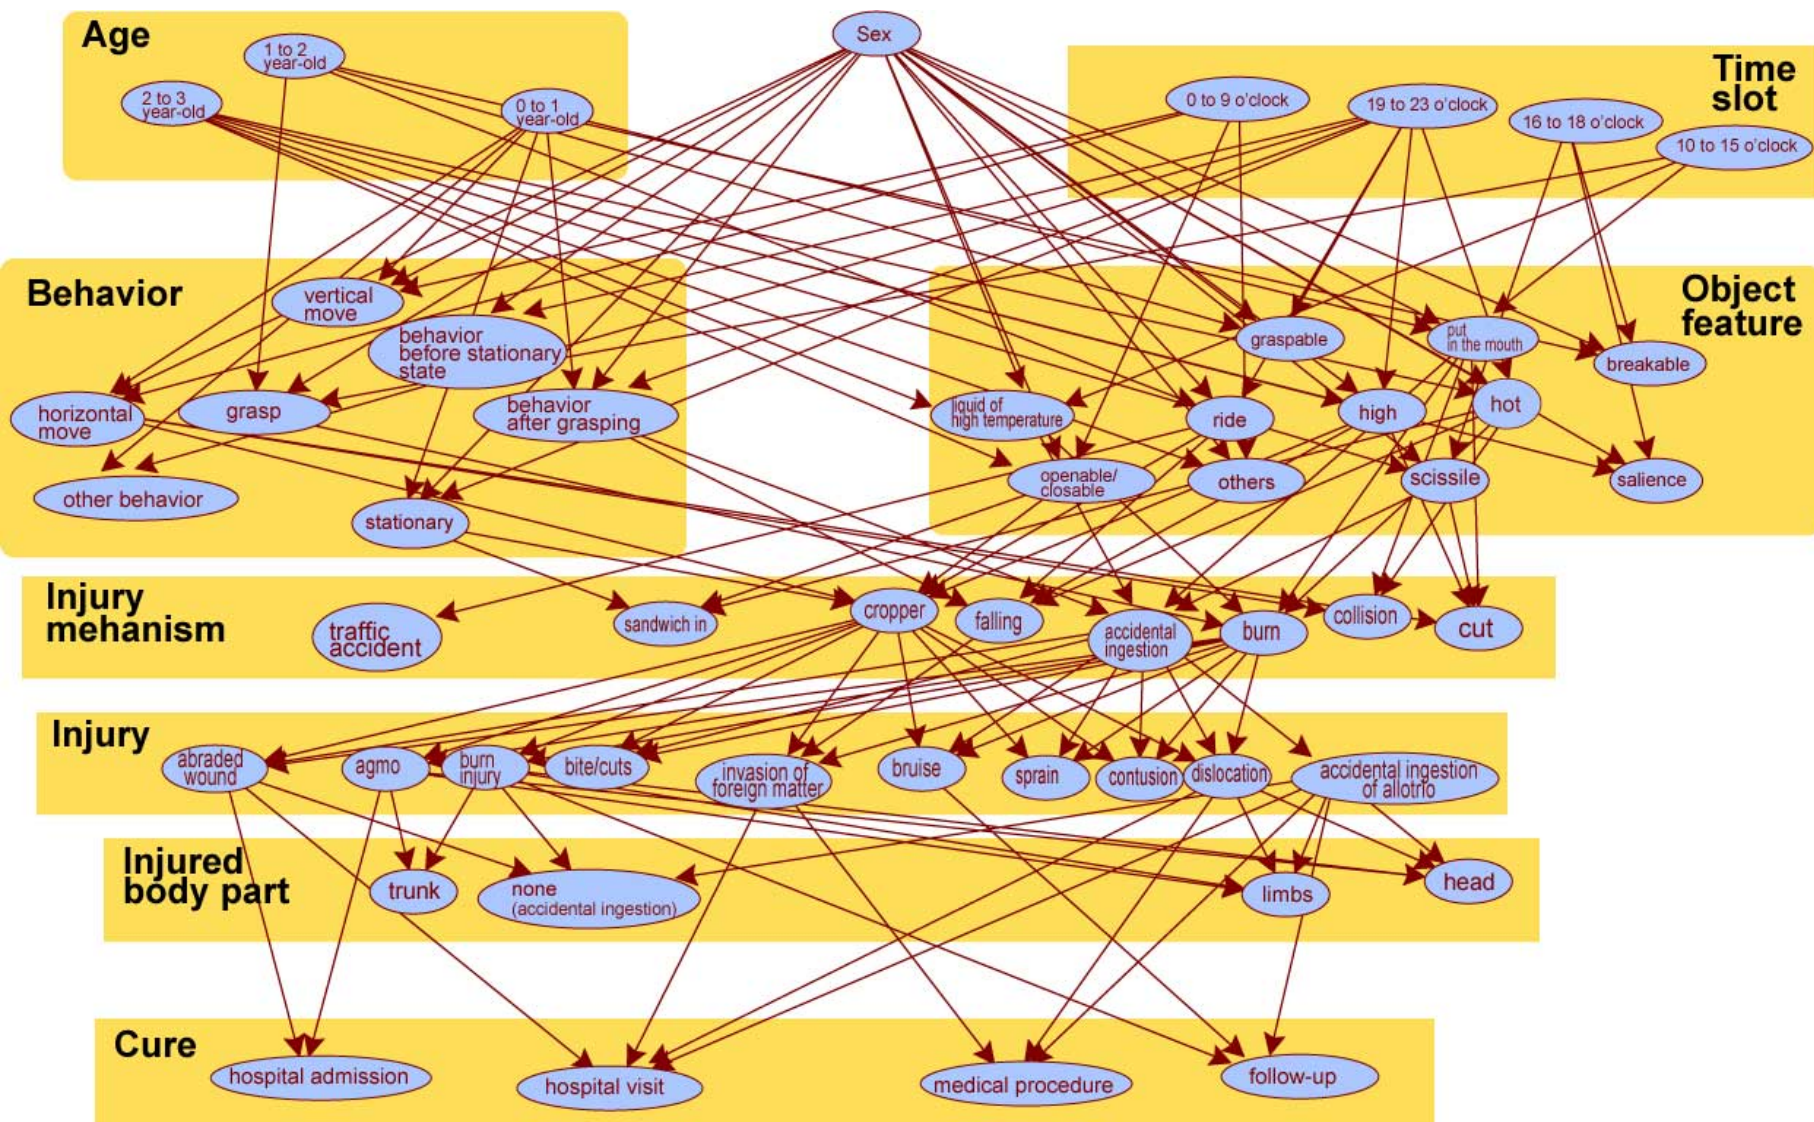 Age
1 to 2
year-old
2 to 3
year-old
0 to 1
year-old
Sex
Time
slot
0 to 9 o'clock
19 to 23 o'clock
16 to 18 o'clock
10 to 15 o'clock
Behavior
vertical
move
behavior
before stationary
state
horizontal
move
grasp
behavior
after grasping
other behavior
stationary
Object
feature
graspable
put
in the mouth
breakable
liquid of
high temperature
ride
high
hot
openable/
closable
others
scissile
salience
Injury
mehanism
traffic
accident
sandwich in
cropper
falling
accidental
ingestion
burn
collision
cut
Injury
abraded
wound
agmo
burn
injury
bite/cuts
invasion of
foreign matter
bruise
sprain
contusion
dislocation
accidental ingestion
of allotrio
Injured
body part
trunk
none
(accidental ingestion)
limbs
head
Cure
hospital admission
hospital visit
medical procedure
follow-up